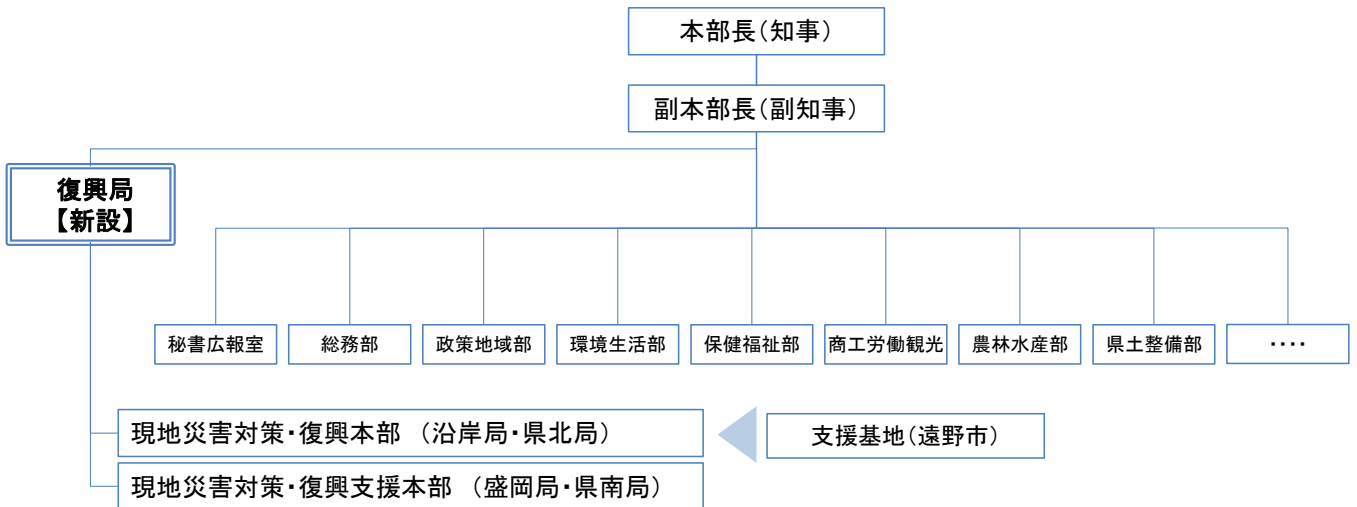 本部長（知事）
副本部長（副知事）
復興局
【新設】
秘書広報室
総務部
政策地域部
環境生活部
保健福祉部
商工労働観光
農林水産部
県土整備部
････
現地災害対策・復興本部 （沿岸局・県北局）
支援基地（遠野市）
現地災害対策・復興支援本部 （盛岡局・県南局）